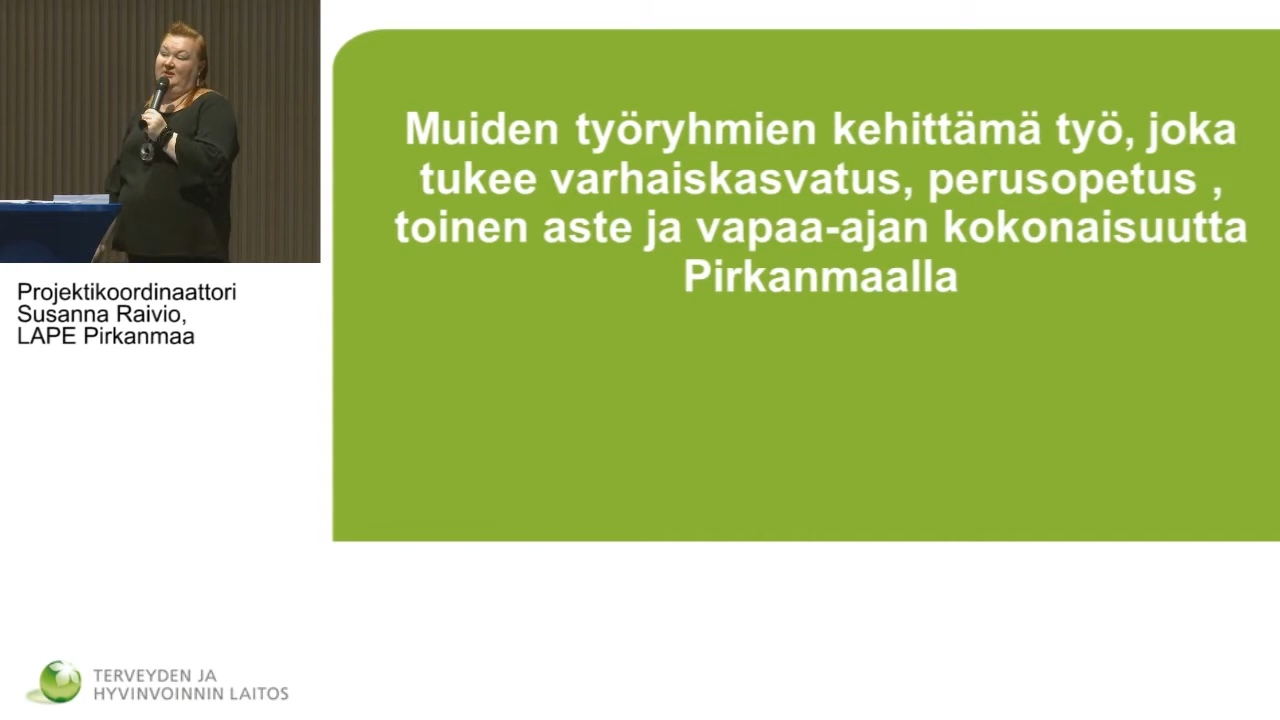 Muiden työryhmien kehittämä työ, joka
tukee varhaiskasvatus, perusopetus ,
toinen aste ja vapaa-ajan kokonaisuutta
Pirkanmaalla
Projektikoordinaattori
Susanna Raivio,
LAPE Pirkanmaa
TERVEYDEN JA
HYVINVOINNIN LAITOS